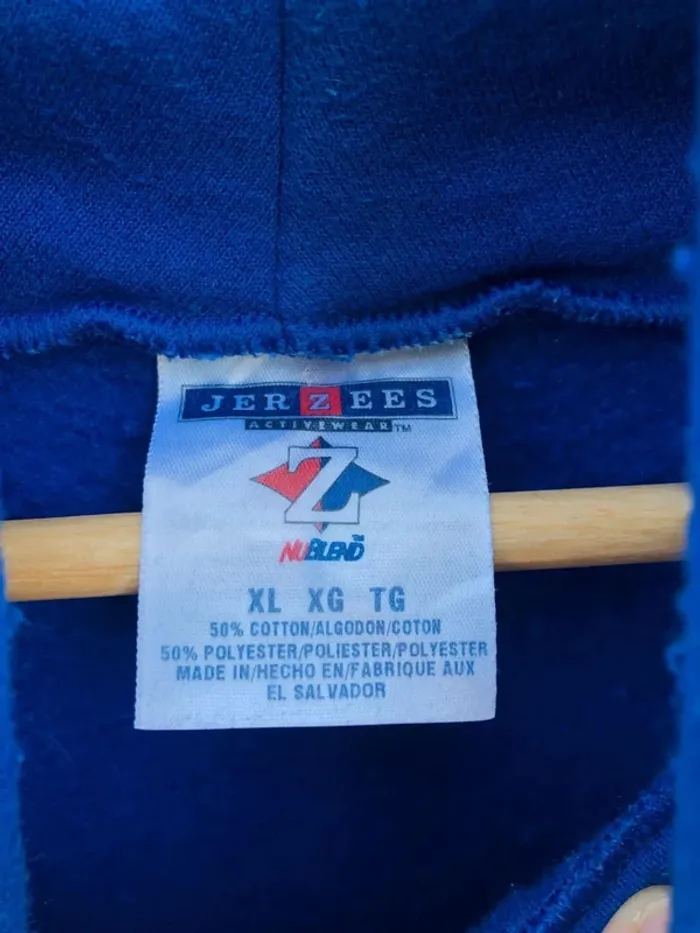 JERZEES
ACTIVEWEAR™
Z
NUBLEND™
XL XG TG
50% COTTON/ALGODON/COTON
50% POLYESTER/POLIESTER/POLYESTER
MADE IN/HECHO EN/FABRIQUE AUX
EL SALVADOR